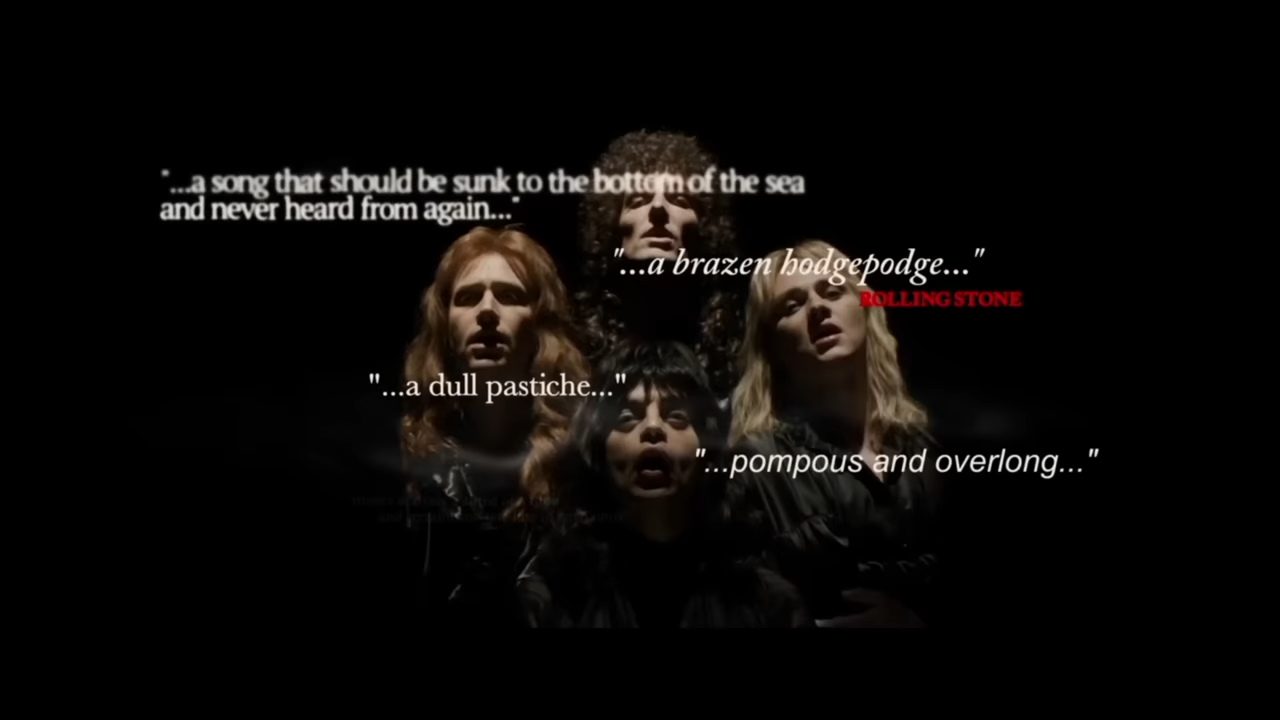 "...a song that should be sunk to the bottom of the sea
and never heard from again..."
"...a brazen hodgepodge..."
ROLLING STONE
"...a dull pastiche..."
"...pompous and overlong..."